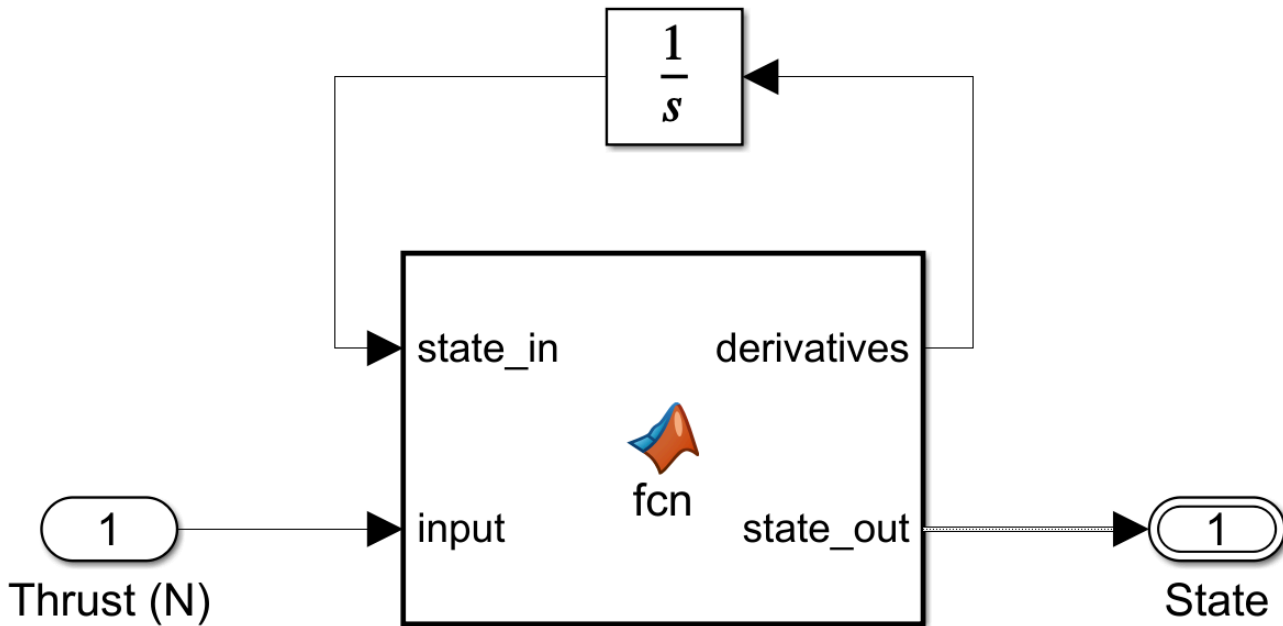 1
s
state_in
derivatives
fcn
1
input
state_out
1
Thrust (N)
State